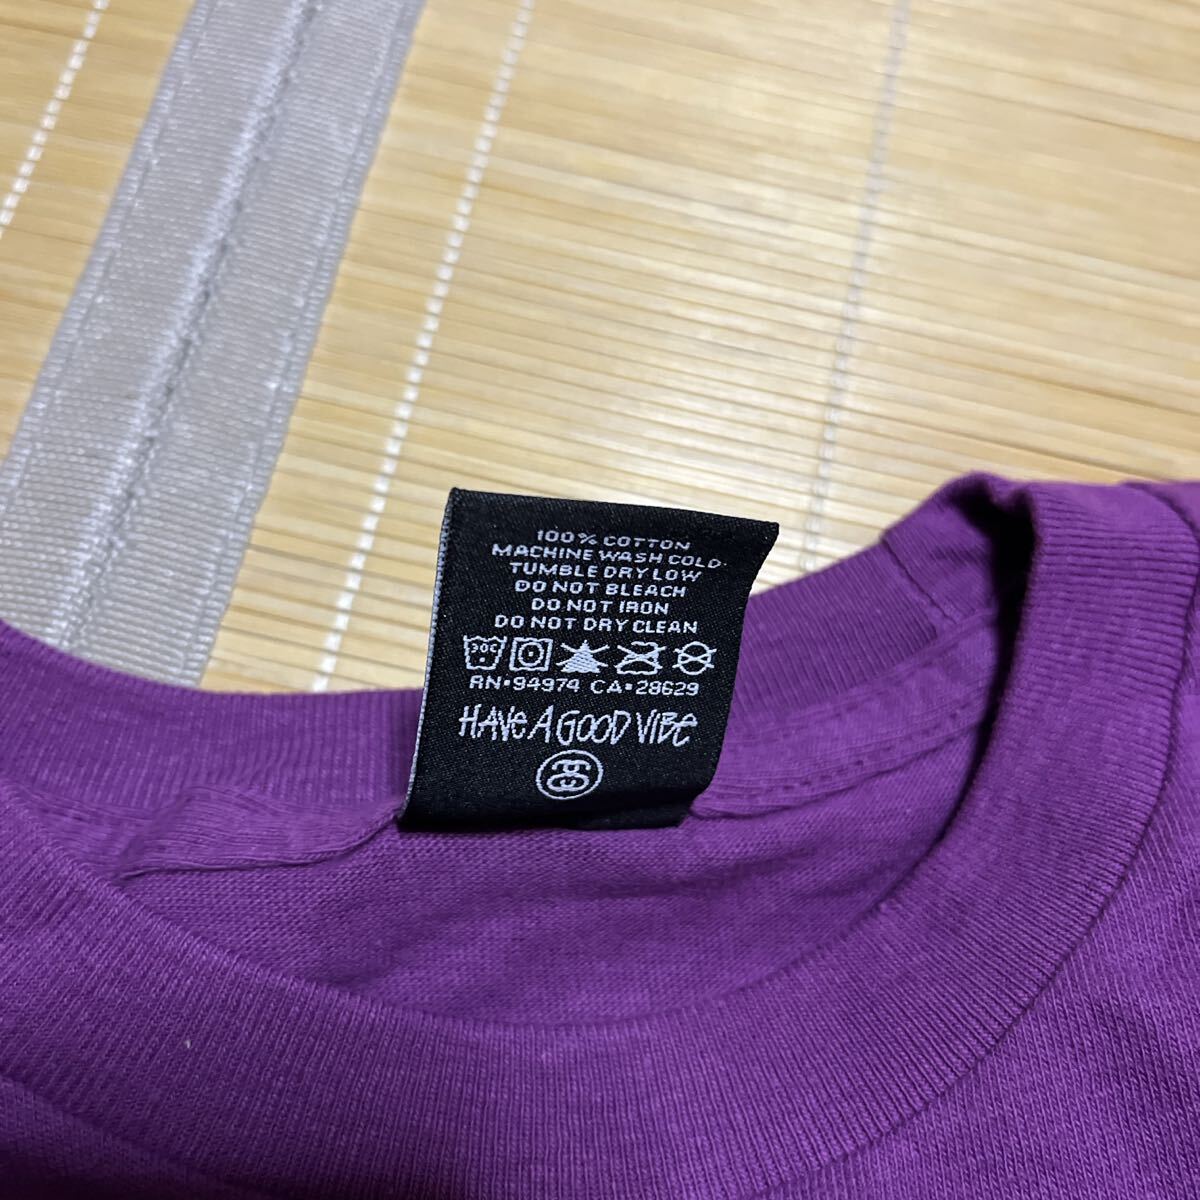 100% COTTON
MACHINE WASH COLD
TUMBLE DRY LOW
DO NOT BLEACH
DO NOT IRON
DO NOT DRY CLEAN
30C
RN•94974 CA•28629
HAVE A GOOD VIBE